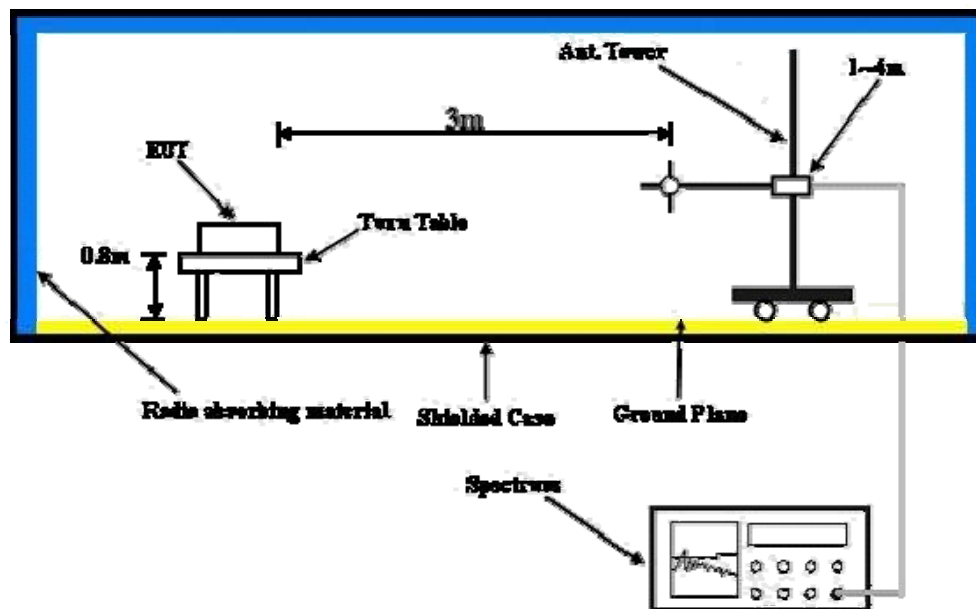 Ant. Tower
1~4m
3m
EUT
Turn Table
0.8m
Radio absorbing material
Shielded Case
Ground Plane
Spectrum